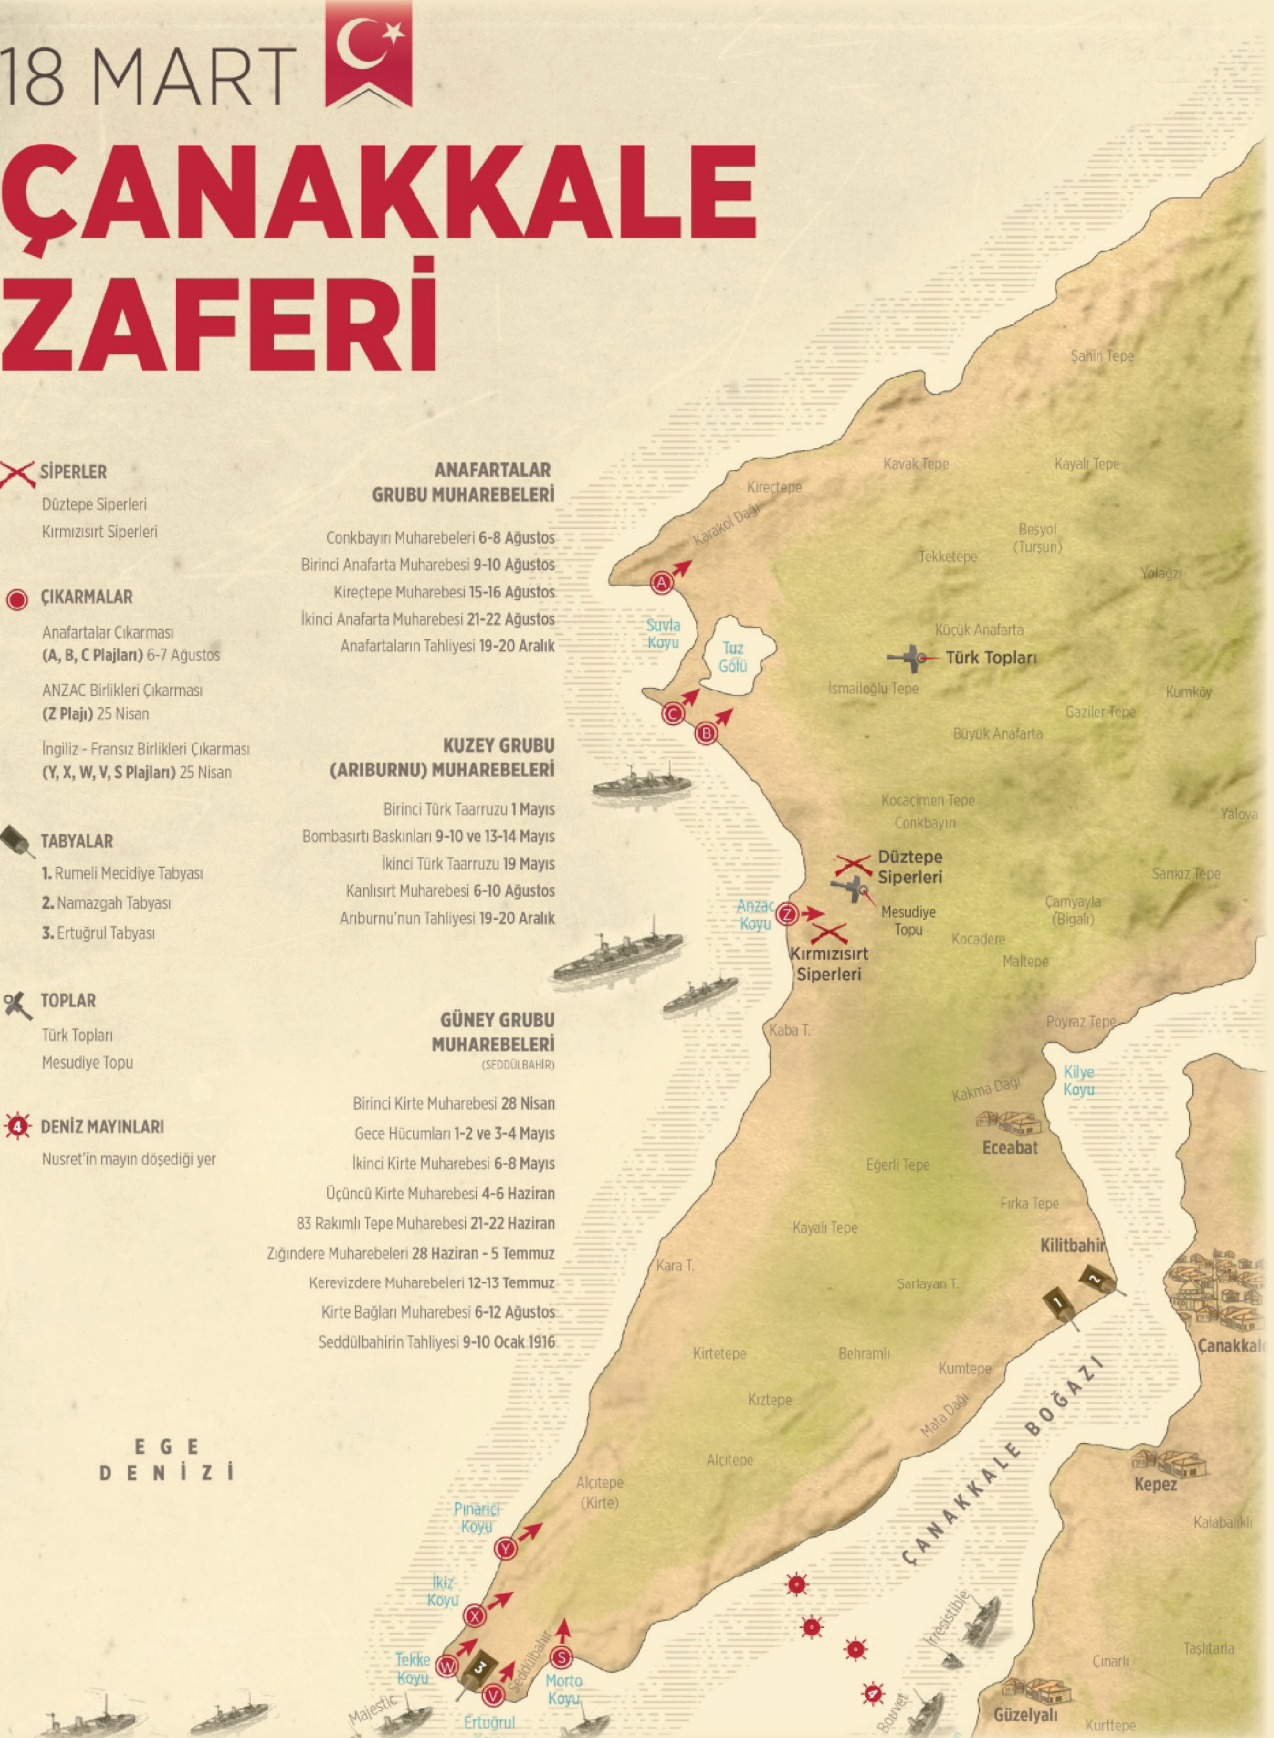 18 MART
ÇANAKKALE
ZAFERİ
SİPERLER
Düztepe Siperleri
Kırmızısırt Siperleri
ÇIKARMALAR
Anafartalar Çıkarması
(A, B, C Plajları) 6-7 Ağustos
ANZAC Birlikleri Çıkarması
(Z Plajı) 25 Nisan
İngiliz - Fransız Birlikleri Çıkarması
(Y, X, W, V, S Plajları) 25 Nisan
TABYALAR
1. Rumeli Mecidiye Tabyası
2. Namazgah Tabyası
3. Ertuğrul Tabyası
TOPLAR
Türk Topları
Mesudiye Topu
4
DENİZ MAYINLARI
Nusret'in mayın döşediği yer
ANAFARTALAR
GRUBU MUHAREBELERİ
Conkbayırı Muharebeleri 6-8 Ağustos
Birinci Anafarta Muharebesi 9-10 Ağustos
Kireçtepe Muharebesi 15-16 Ağustos
İkinci Anafarta Muharebesi 21-22 Ağustos
Anafartaların Tahliyesi 19-20 Aralık
KUZEY GRUBU
(ARIBURNU) MUHAREBELERİ
Birinci Türk Taarruzu 1 Mayıs
Bombasırtı Baskınları 9-10 ve 13-14 Mayıs
İkinci Türk Taarruzu 19 Mayıs
Kanlısırt Muharebesi 6-10 Ağustos
Arıburnu'nun Tahliyesi 19-20 Aralık
GÜNEY GRUBU
MUHAREBELERİ
(SEDDÜLBAHİR)
Birinci Kirte Muharebesi 28 Nisan
Gece Hücumları 1-2 ve 3-4 Mayıs
İkinci Kirte Muharebesi 6-8 Mayıs
Üçüncü Kirte Muharebesi 4-6 Haziran
83 Rakımlı Tepe Muharebesi 21-22 Haziran
Zığındere Muharebeleri 28 Haziran - 5 Temmuz
Kerevizdere Muharebeleri 12-13 Temmuz
Kirte Bağları Muharebesi 6-12 Ağustos
Seddülbahirin Tahliyesi 9-10 Ocak 1916
EGE
DENİZİ
Şahin Tepe
Kavak Tepe
Kayalı Tepe
Kireçtepe
Karakol Dağı
Beşyol
(Turşun)
Tekketepe
Yolağzı
A
Suvla
Koyu
Tuz
Gölü
Küçük Anafarta
Türk Topları
İsmailoğlu Tepe
Kumköy
Gaziler Tepe
C
B
Büyük Anafarta
Kocaçimen Tepe
Conkbayırı
Yalova
Düztepe
Siperleri
Sarıkız Tepe
Anzac
Koyu
Z
Mesudiye
Topu
Çamyayla
(Bigalı)
Kocadere
Kırmızısırt
Siperleri
Maltepe
Kaba T.
Poyraz Tepe
Kilye
Koyu
Kakma Dağı
Eceabat
Eğerli Tepe
Fırka Tepe
Kayalı Tepe
Kilitbahir
Kara T.
Şarlayan T.
2
1
Çanakkale
Kirtetepe
Behramlı
Kumtepe
Kıztepe
Mata Dağı
ÇANAKKALE BOĞAZI
Alçıtepe
Alçıtepe
(Kirte)
Kepez
Kalabaklı
Pınariçi
Koyu
Y
İkiz
Koyu
X
Irresistible
Taşlıtarla
Çınarlı
Tekke
Koyu
W
3
Seddülbahir
S
Morto
Koyu
V
Ertuğrul
Majestic
4
Bouvet
Güzelyalı
Kurttepe